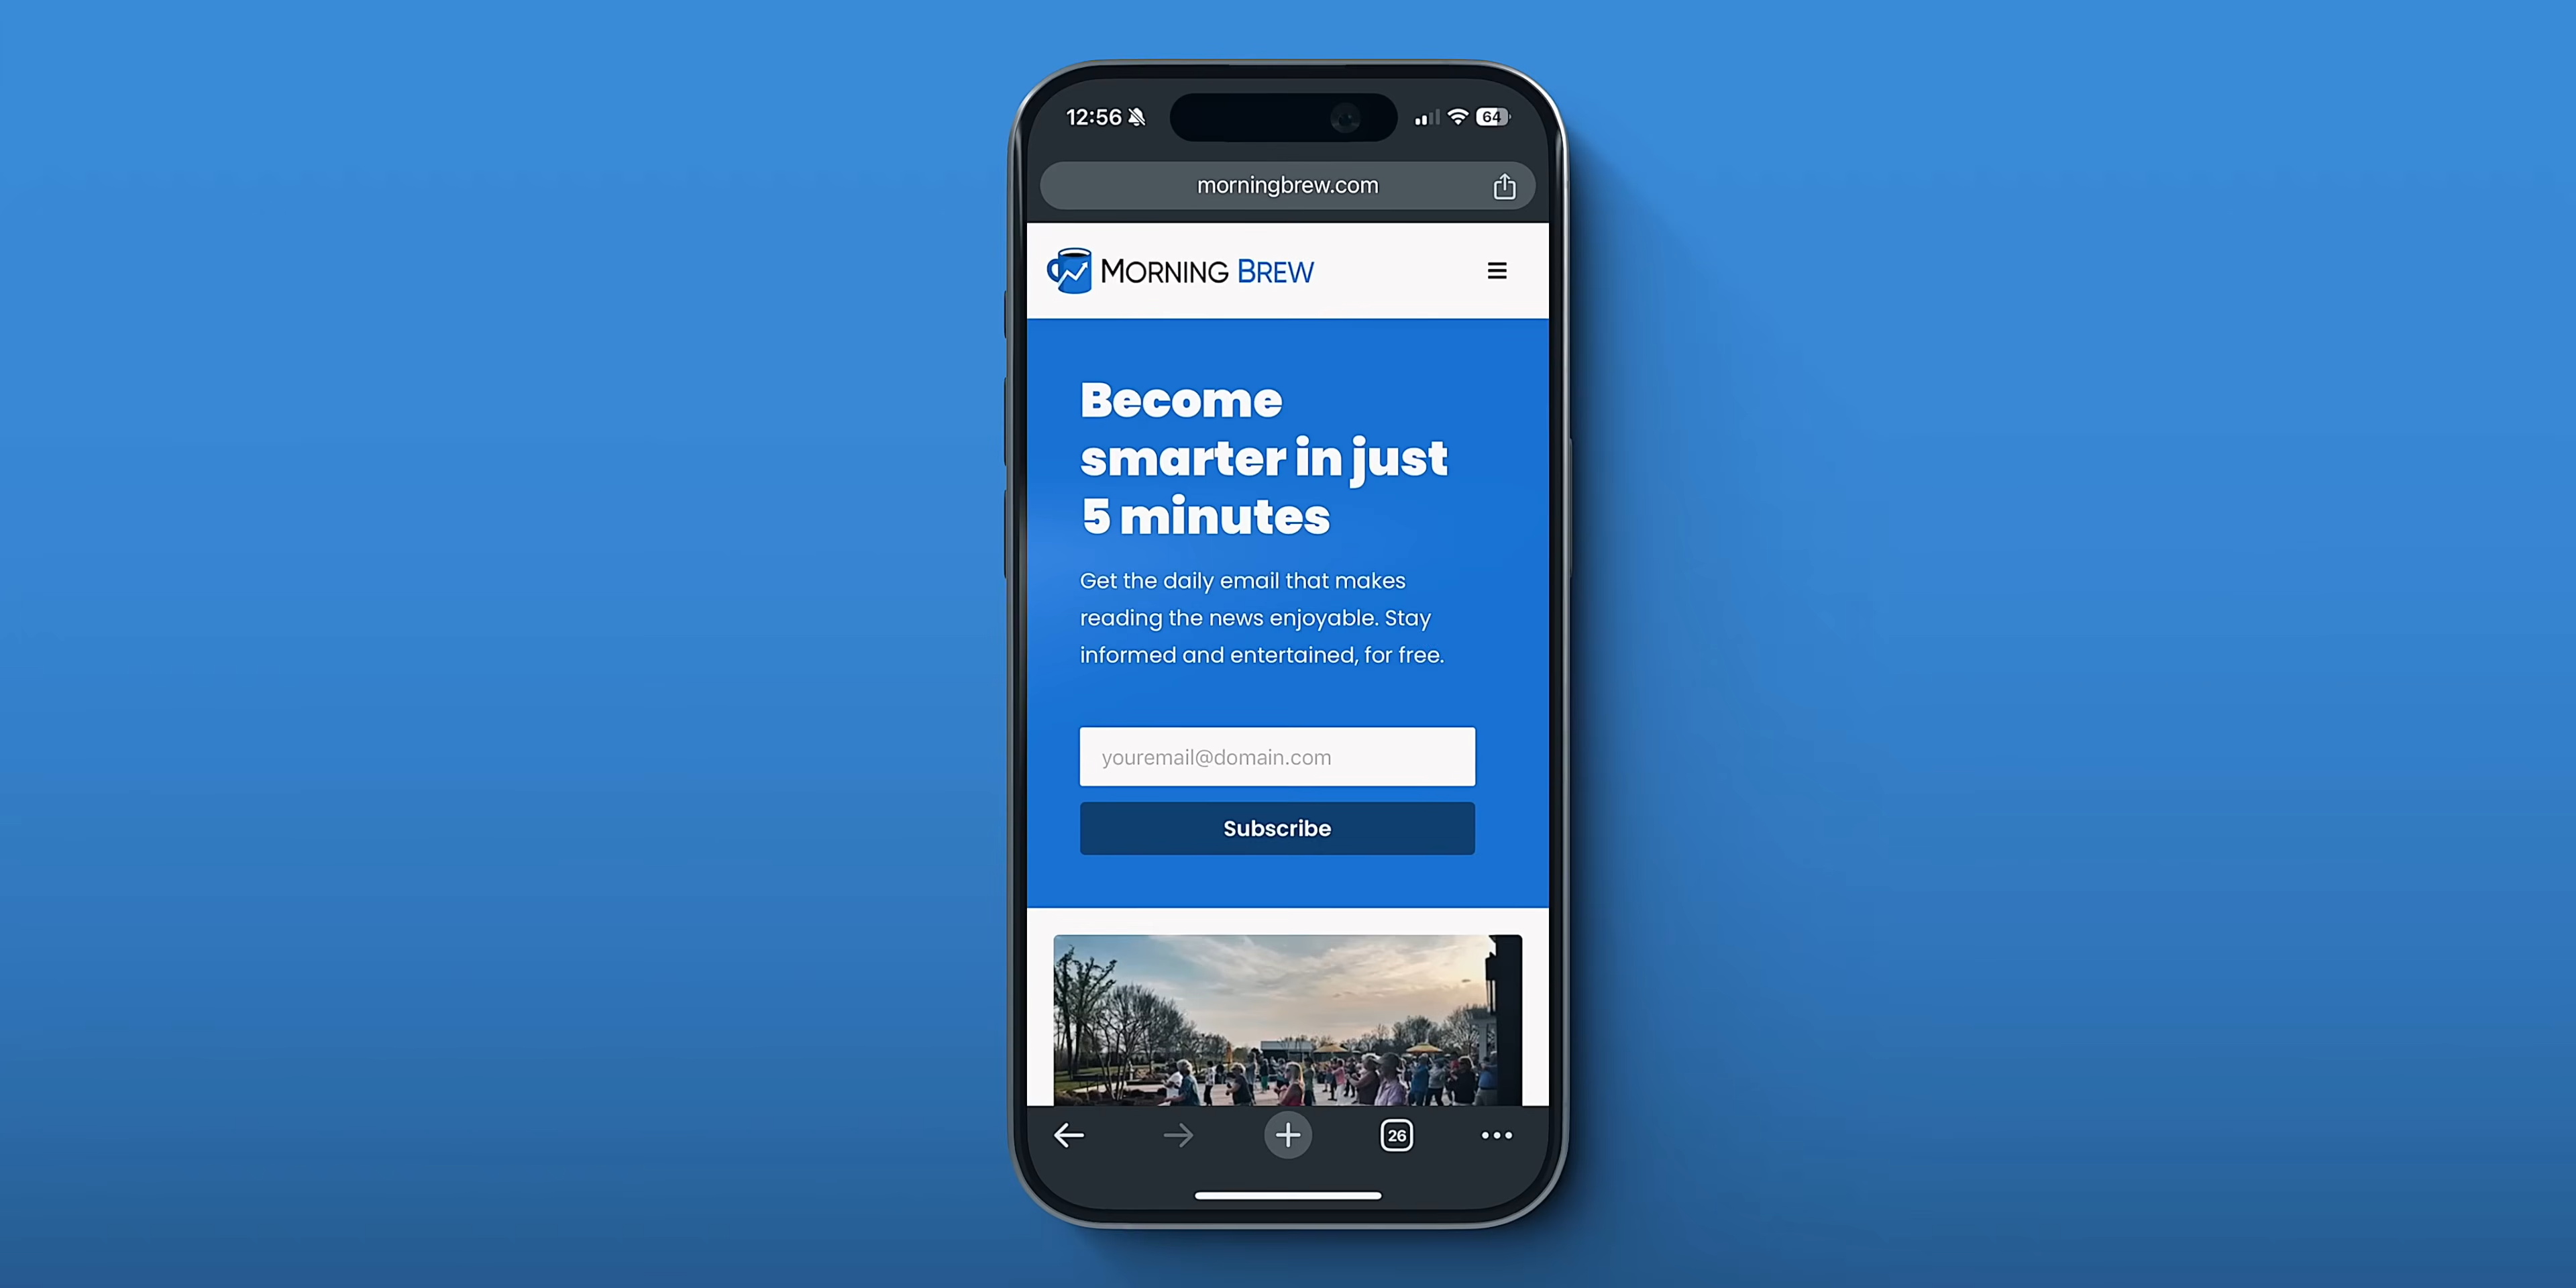 12:56
64
morningbrew.com
MORNING BREW
Become
smarter in just
5 minutes
Get the daily email that makes
reading the news enjoyable. Stay
informed and entertained, for free.
youremail@domain.com
Subscribe
26